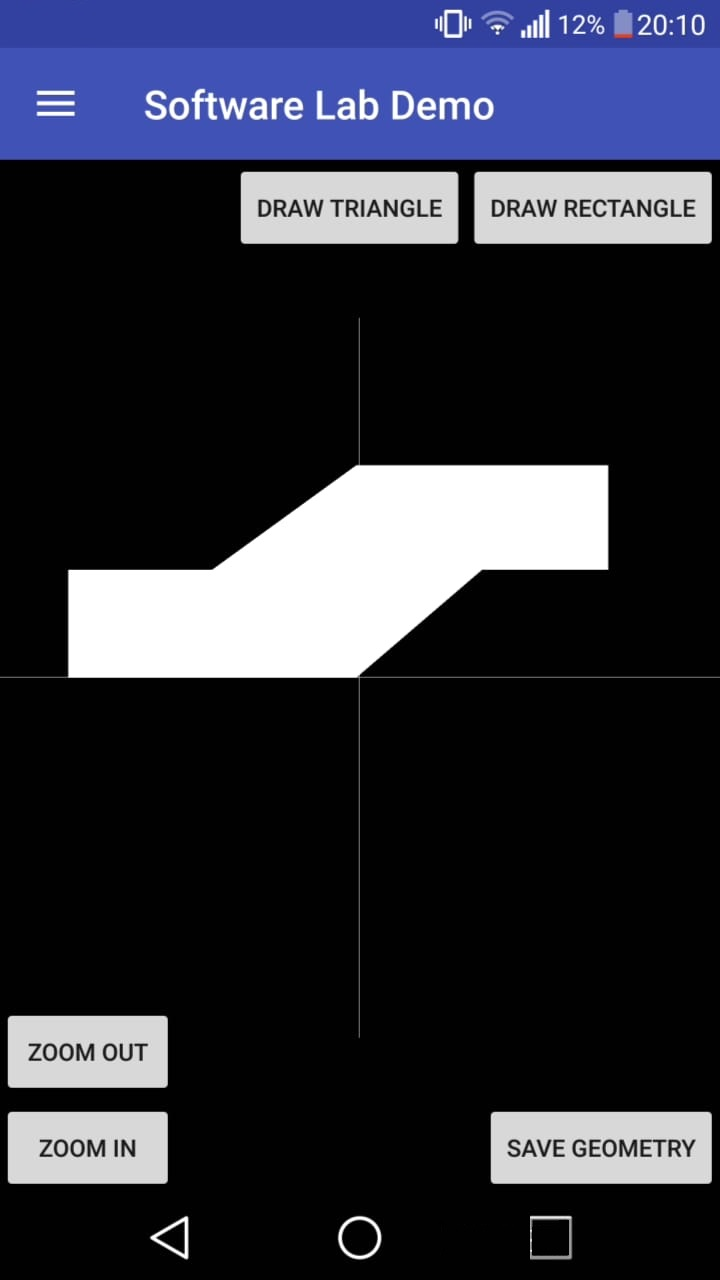 12% 20:10
Software Lab Demo
DRAW TRIANGLE DRAW RECTANGLE
ZOOM OUT
ZOOM IN SAVE GEOMETRY